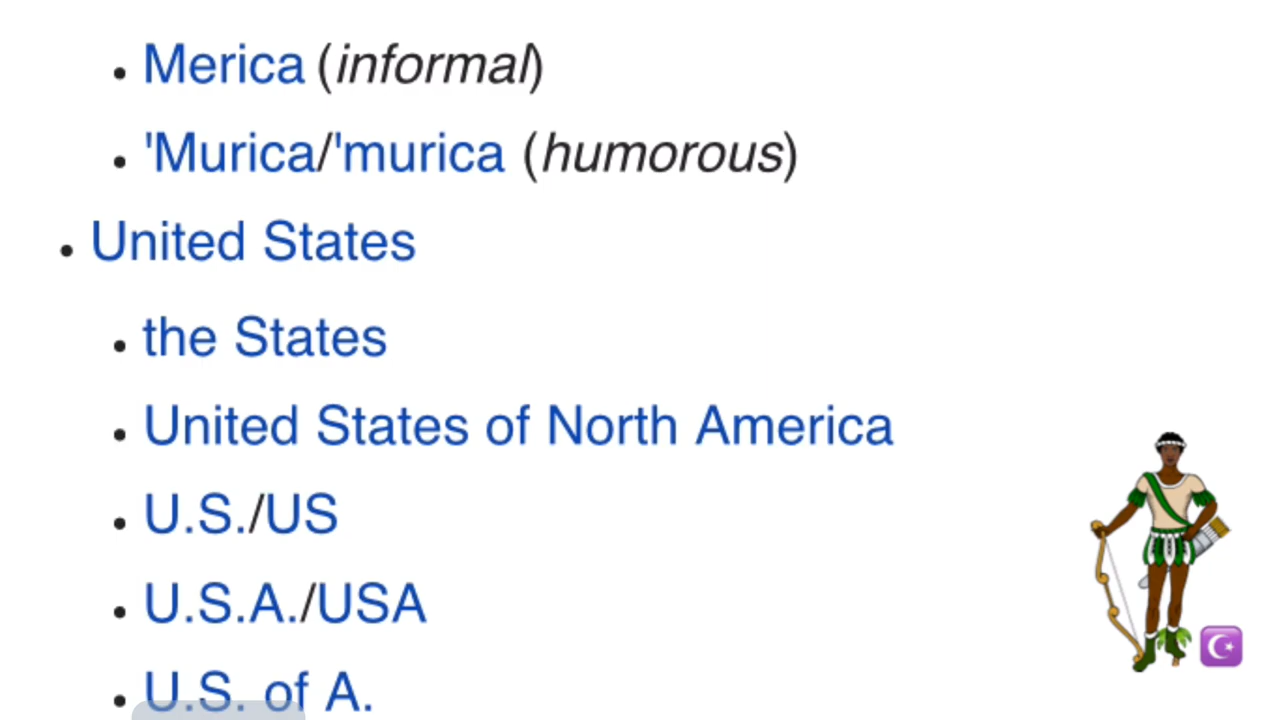 Merica (informal)
'Murica/'murica (humorous)
United States
the States
United States of North America
U.S./US
U.S.A./USA
U.S. of A.